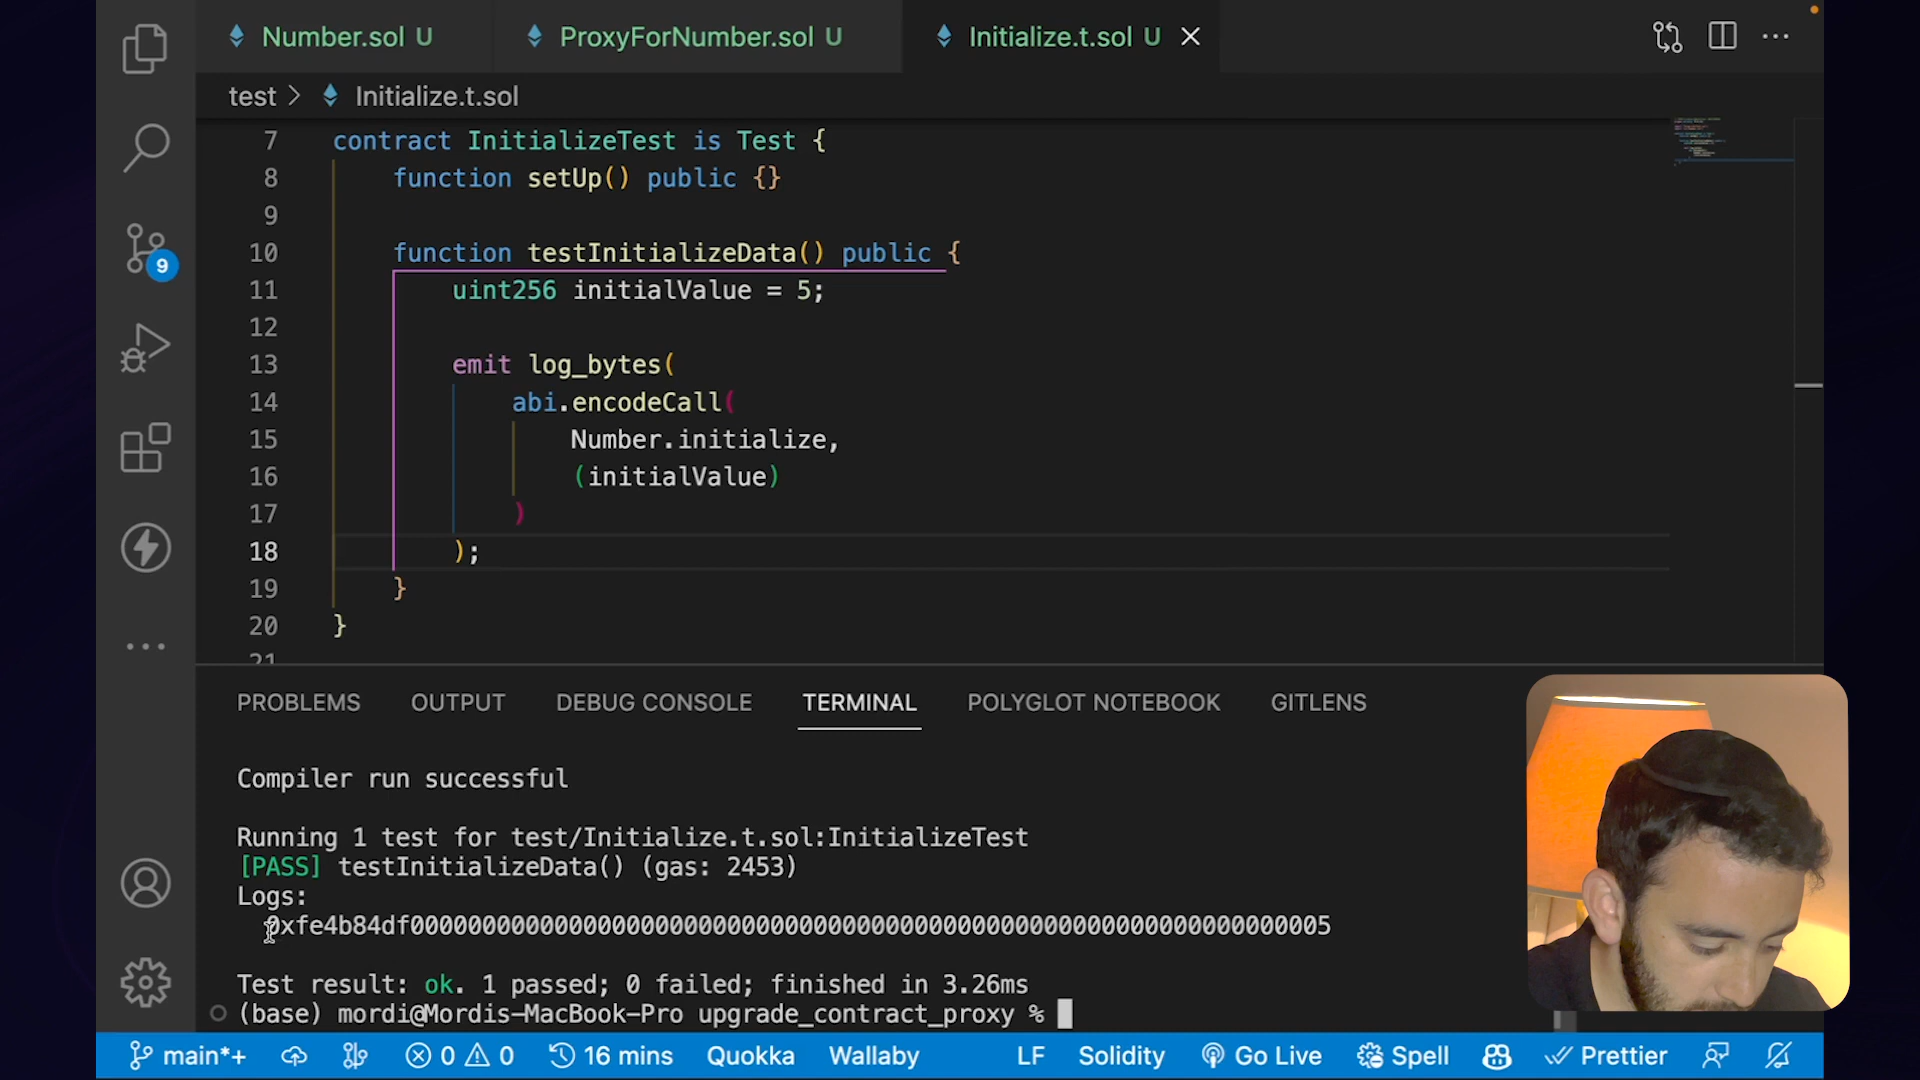 Number.sol U
ProxyForNumber.sol U
Initialize.t.sol U
test > Initialize.t.sol
7 contract InitializeTest is Test {
8 function setUp() public {}
9
10 function testInitializeData() public {
11 uint256 initialValue = 5;
12
13 emit log_bytes(
14 abi.encodeCall(
15 Number.initialize,
16 (initialValue)
17 )
18 );
19 }
20 }
21
9
PROBLEMS OUTPUT DEBUG CONSOLE TERMINAL POLYGLOT NOTEBOOK GITLENS
Compiler run successful
Running 1 test for test/Initialize.t.sol:InitializeTest
[PASS] testInitializeData() (gas: 2453)
Logs:
0xfe4b84df0000000000000000000000000000000000000000000000000000000000000005
Test result: ok. 1 passed; 0 failed; finished in 3.26ms
(base) mordi@Mordis-MacBook-Pro upgrade_contract_proxy %
main*+ 0 0 16 mins Quokka Wallaby LF Solidity Go Live Spell Prettier